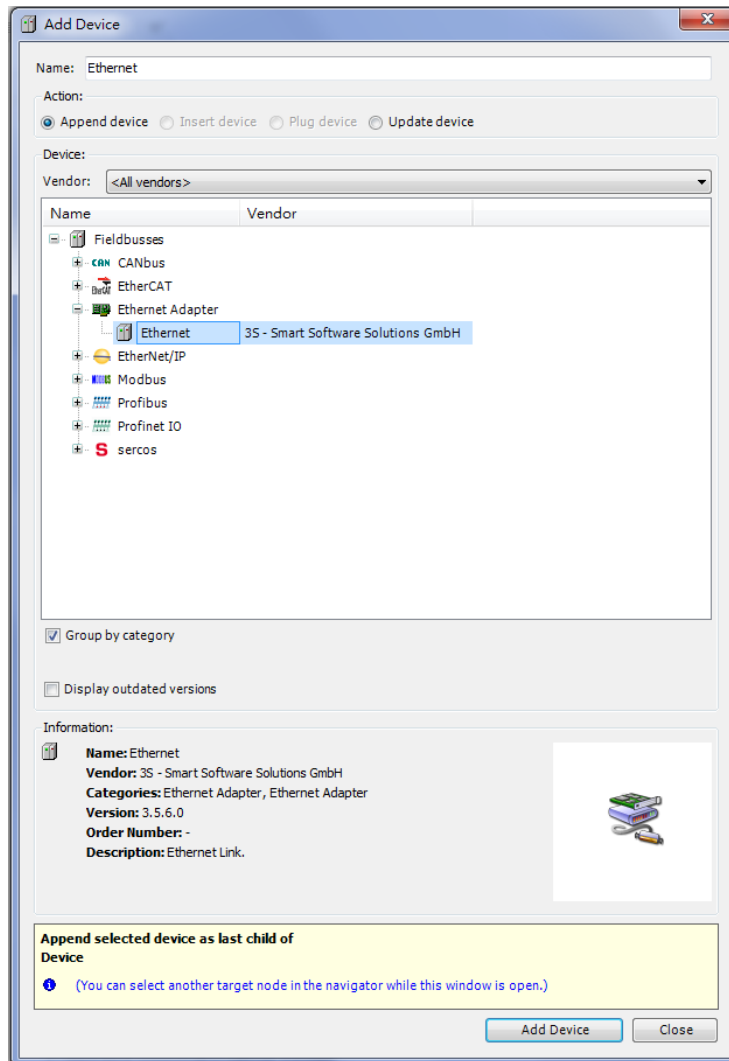 Add Device
Name: Ethernet
Action:
Append device Insert device Plug device Update device
Device:
Vendor: <All vendors>
Name Vendor
Fieldbusses
CAN CANbus
EtherCAT EtherCAT
Ethernet Adapter
Ethernet 3S - Smart Software Solutions GmbH
EtherNet/IP
Modbus
Profibus
Profinet IO
S sercos
Group by category
Display outdated versions
Information:
Name: Ethernet
Vendor: 3S - Smart Software Solutions GmbH
Categories: Ethernet Adapter, Ethernet Adapter
Version: 3.5.6.0
Order Number: -
Description: Ethernet Link.
Append selected device as last child of
Device
(You can select another target node in the navigator while this window is open.)
Add Device Close